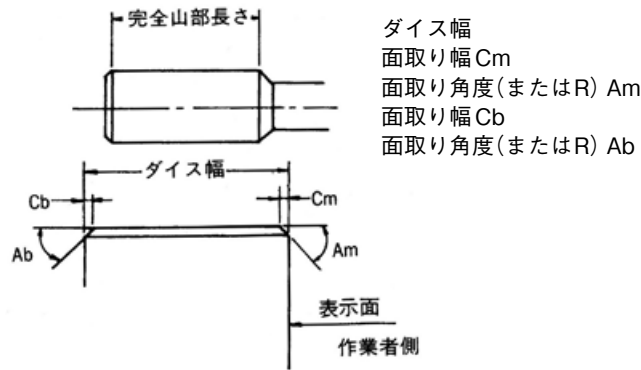 完全山部長さ
ダイス幅
Cb
Cm
Ab
Am
表示面
作業者側
ダイス幅
面取り幅Cm
面取り角度(またはR) Am
面取り幅Cb
面取り角度(またはR) Ab